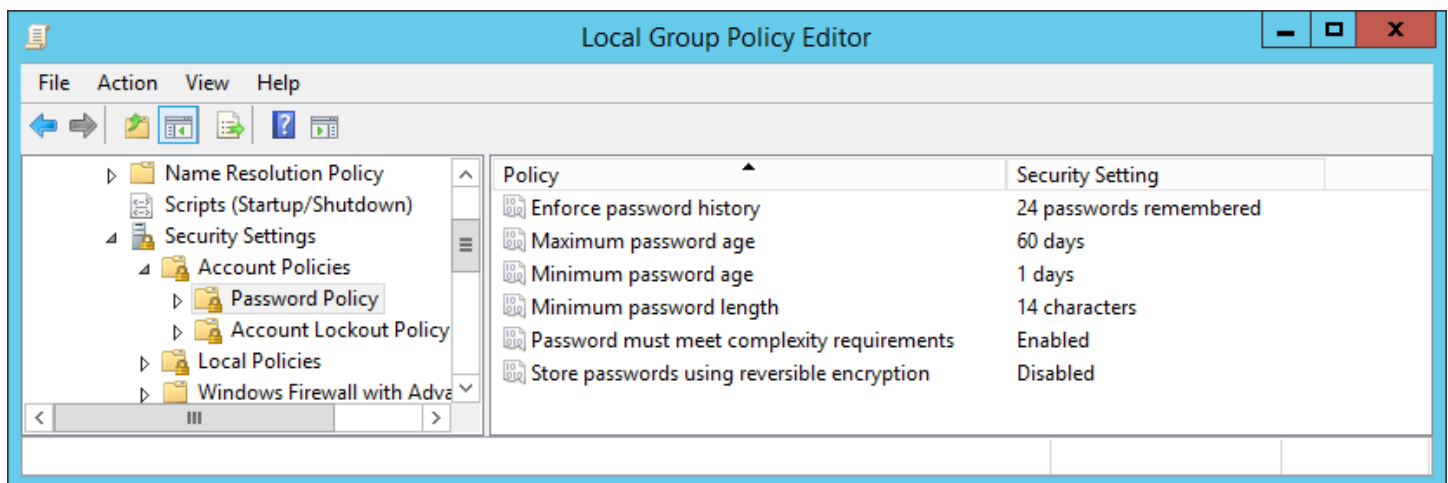 Local Group Policy Editor
File Action View Help
Name Resolution Policy
Scripts (Startup/Shutdown)
Security Settings
Account Policies
Password Policy
Account Lockout Policy
Local Policies
Windows Firewall with Adva
Policy Security Setting
Enforce password history 24 passwords remembered
Maximum password age 60 days
Minimum password age 1 days
Minimum password length 14 characters
Password must meet complexity requirements Enabled
Store passwords using reversible encryption Disabled